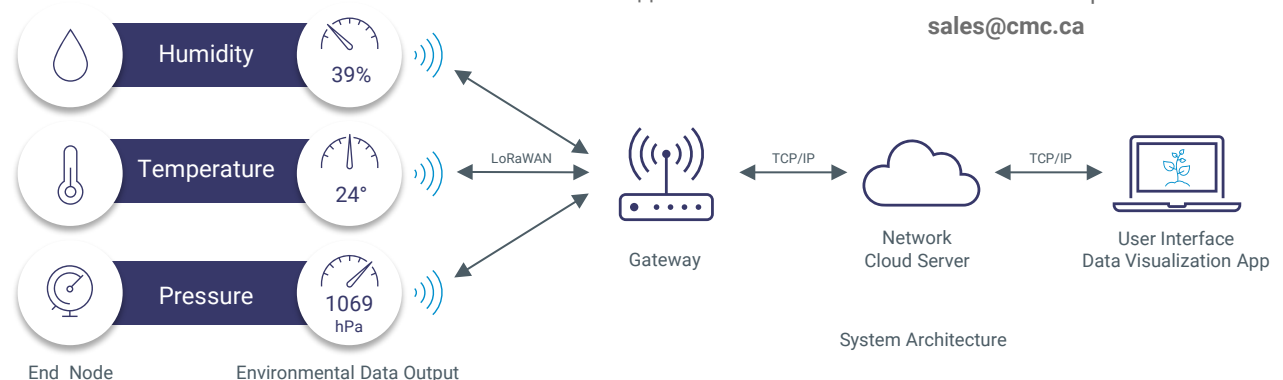 sales@cmc.ca
Humidity
39%
Temperature
24°
LoRaWAN
TCP/IP
TCP/IP
Gateway
Network
Cloud Server
User Interface
Data Visualization App
Pressure
1069
hPa
System Architecture
End Node
Environmental Data Output